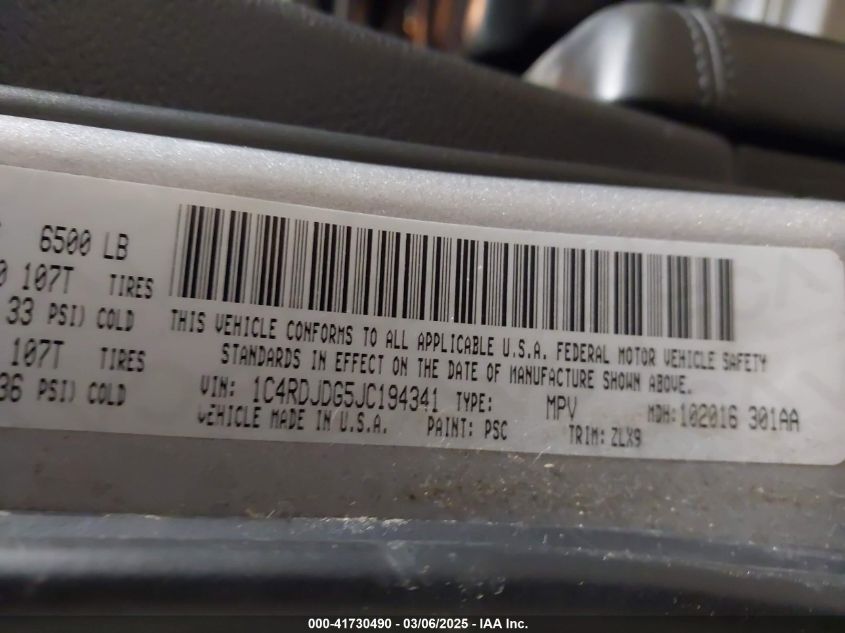 6500 LB
107T TIRES
33 PSI) COLD
107T TIRES
36 PSI) COLD
THIS VEHICLE CONFORMS TO ALL APPLICABLE U.S.A. FEDERAL MOTOR VEHICLE SAFETY
STANDARDS IN EFFECT ON THE DATE OF MANUFACTURE SHOWN ABOVE.
VIN: 1C4RDJDG5JC194341 TYPE: MPV MDH:102016 301AA
VEHICLE MADE IN U.S.A. PAINT: PSC TRIM: ZLX9
000-41730490 - 03/06/2025 - IAA Inc.